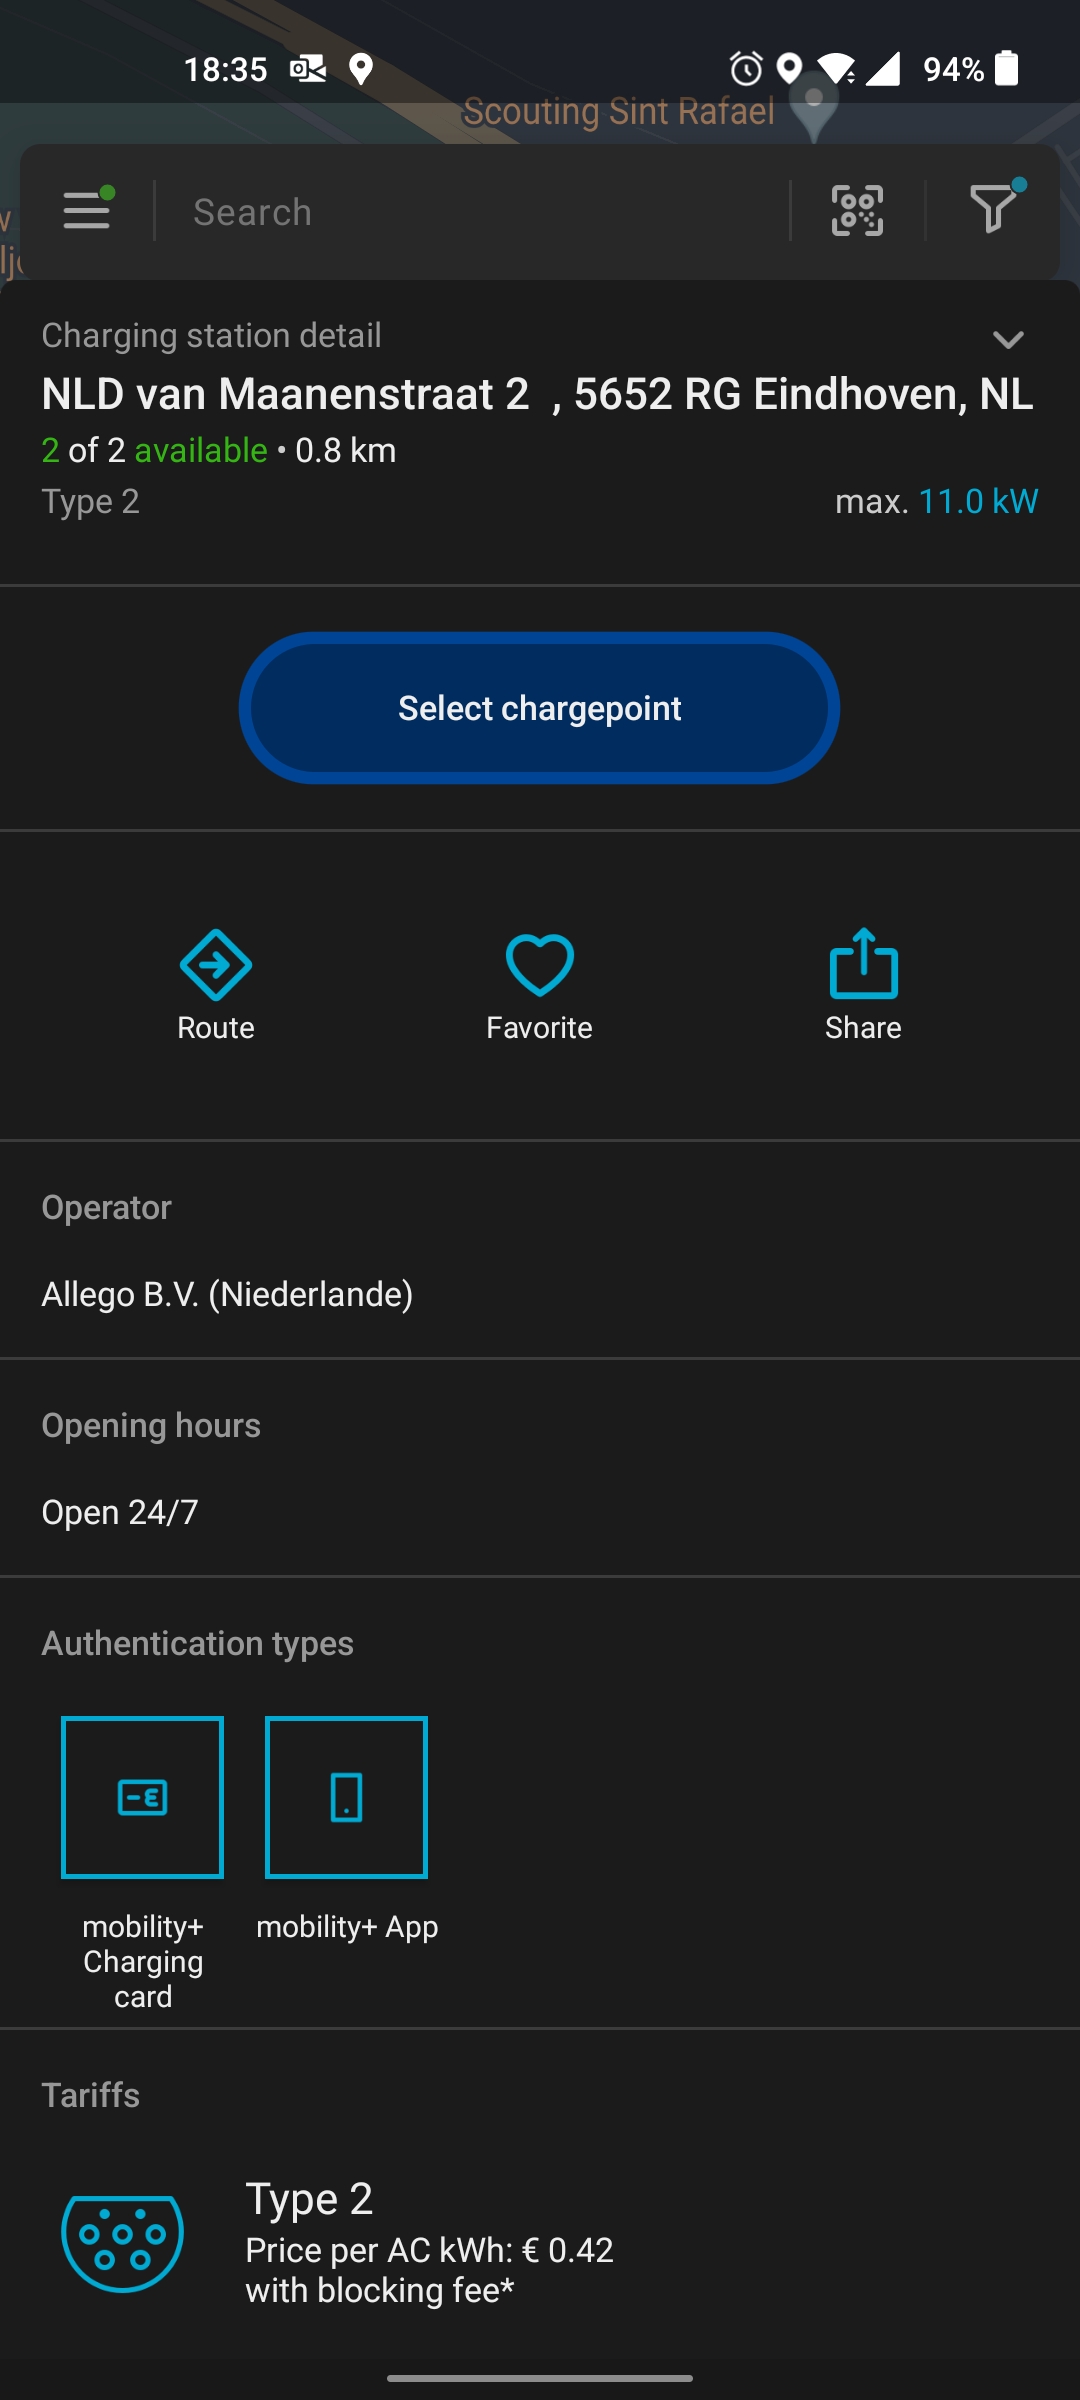 18:35
94%
Scouting Sint Rafael
Search
Charging station detail
NLD van Maanenstraat 2 , 5652 RG Eindhoven, NL
2 of 2 available • 0.8 km
Type 2
max. 11.0 kW
Select chargepoint
Route
Favorite
Share
Operator
Allego B.V. (Niederlande)
Opening hours
Open 24/7
Authentication types
mobility+
Charging
card
mobility+ App
Tariffs
Type 2
Price per AC kWh: € 0.42
with blocking fee*